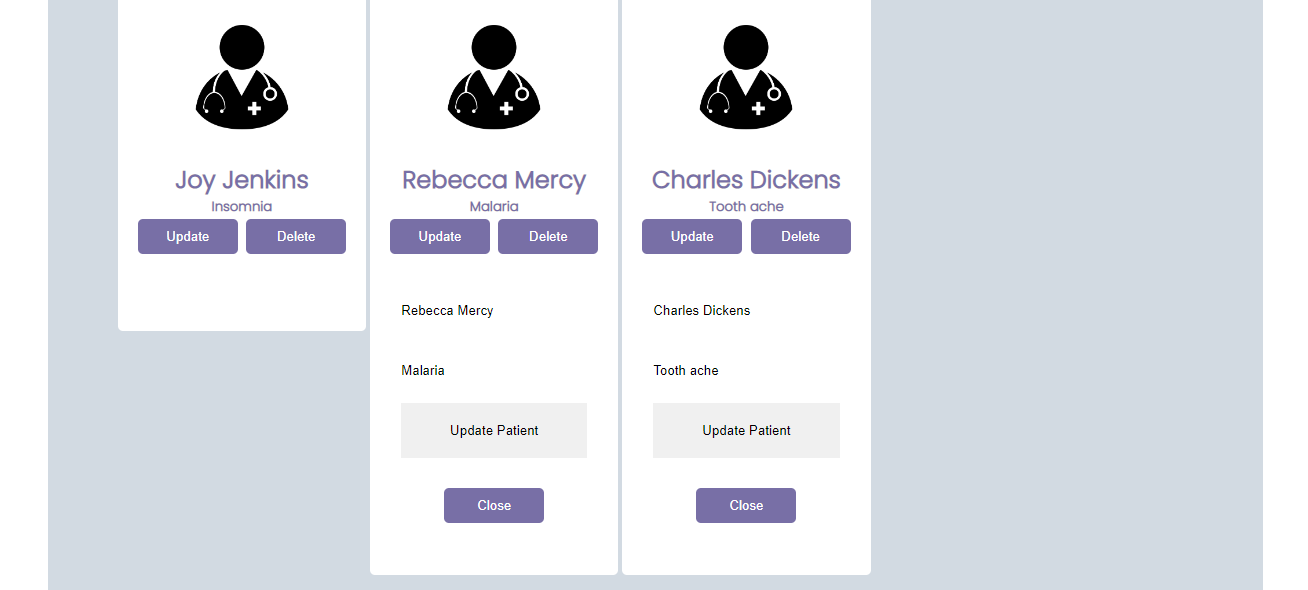 Joy Jenkins
Insomnia
Update Delete
Rebecca Mercy
Malaria
Update Delete
Rebecca Mercy
Malaria
Update Patient
Close
Charles Dickens
Tooth ache
Update Delete
Charles Dickens
Tooth ache
Update Patient
Close